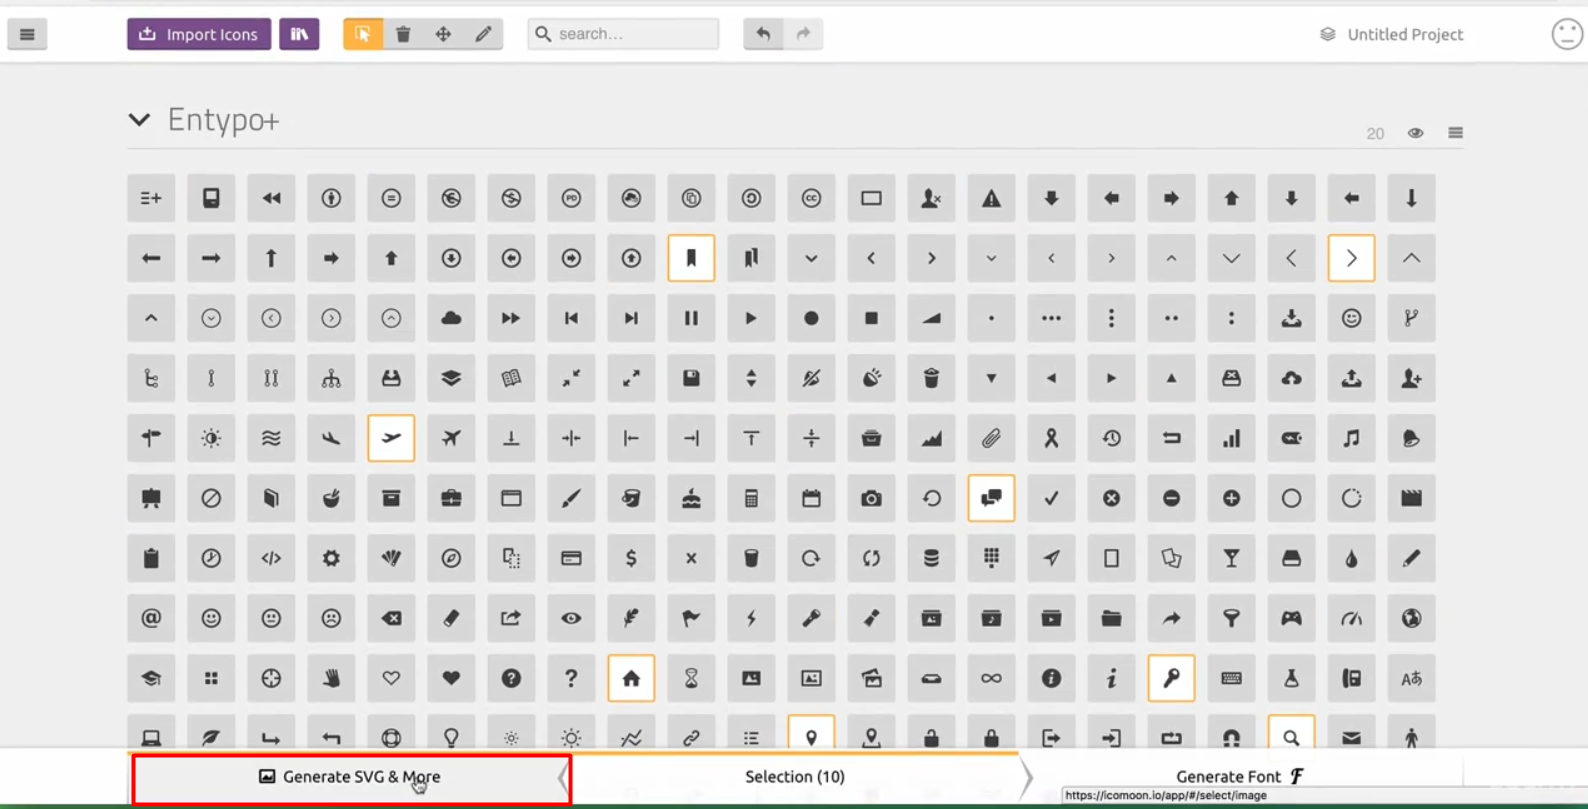 Import Icons
search...
Untitled Project
Entypo+
20
Generate SVG & More
Selection (10)
Generate Font
https://icomoon.io/app/#/select/image